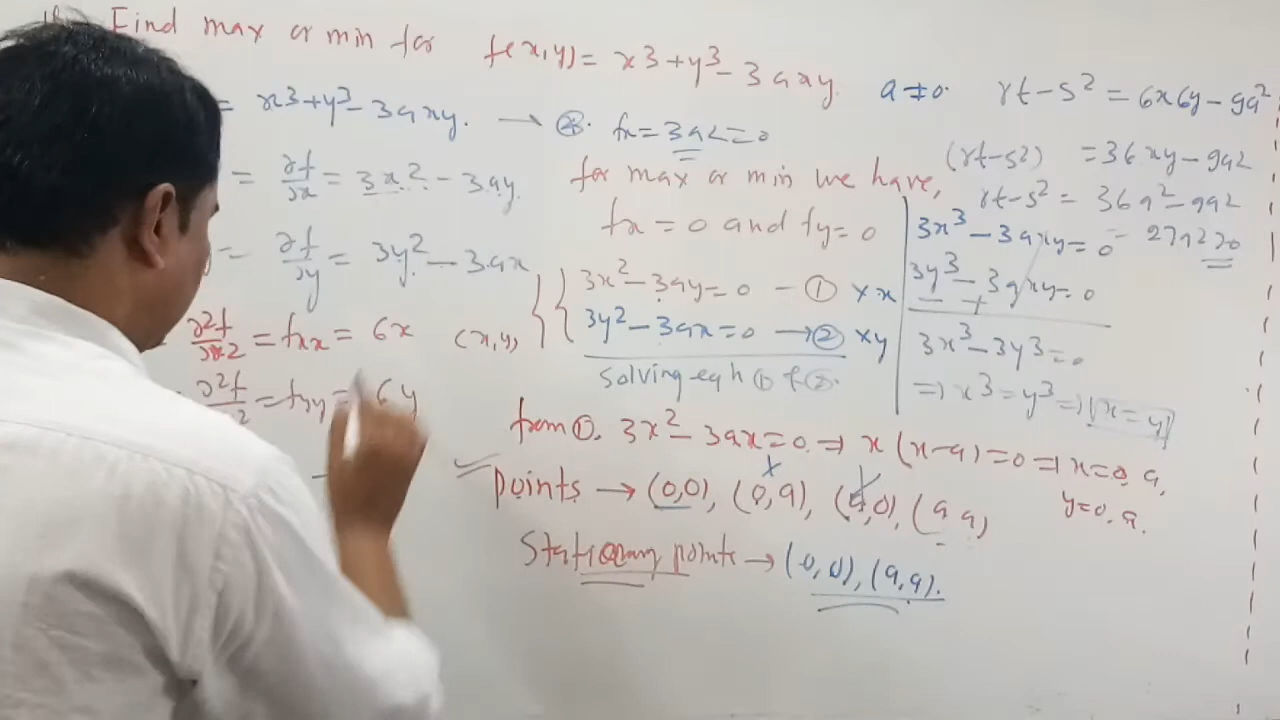 Find max or min for f(x,y) = x3 + y³ - 3axy. a≠0.
= x3 + y³ - 3axy. → ⊛. fx = 3a2 = 0
= ∂f/∂x = 3x² - 3ay.
= ∂f/∂y = 3y² - 3ax
∂2f/∂x2 = fxx = 6x
∂2f/ 2 = fyy = 6y
(x,y)
for max or min we have,
fx = 0 and fy = 0
3x² - 3ay = 0 - ① × x
3y² - 3ax = 0 → ② × y
Solving eqn ① & ②.
rt - s² = 6x6y - 9a²
(rt - s²) = 36xy - 9a2
rt - s² = 36a² - 9a2
= 27a2 > 0
3x³ - 3axy = 0
3y³ - 3axy = 0
- +
3x³ - 3y³ = 0
⇒ x³ = y³ ⇒ x = y
from ①. 3x² - 3ax = 0. ⇒ x(x-a) = 0 ⇒ x = 0, a,
y = 0, a.
Points → (0,0), (0,a), (a,0), (a a)
Stationary points → (0,0), (a,a).